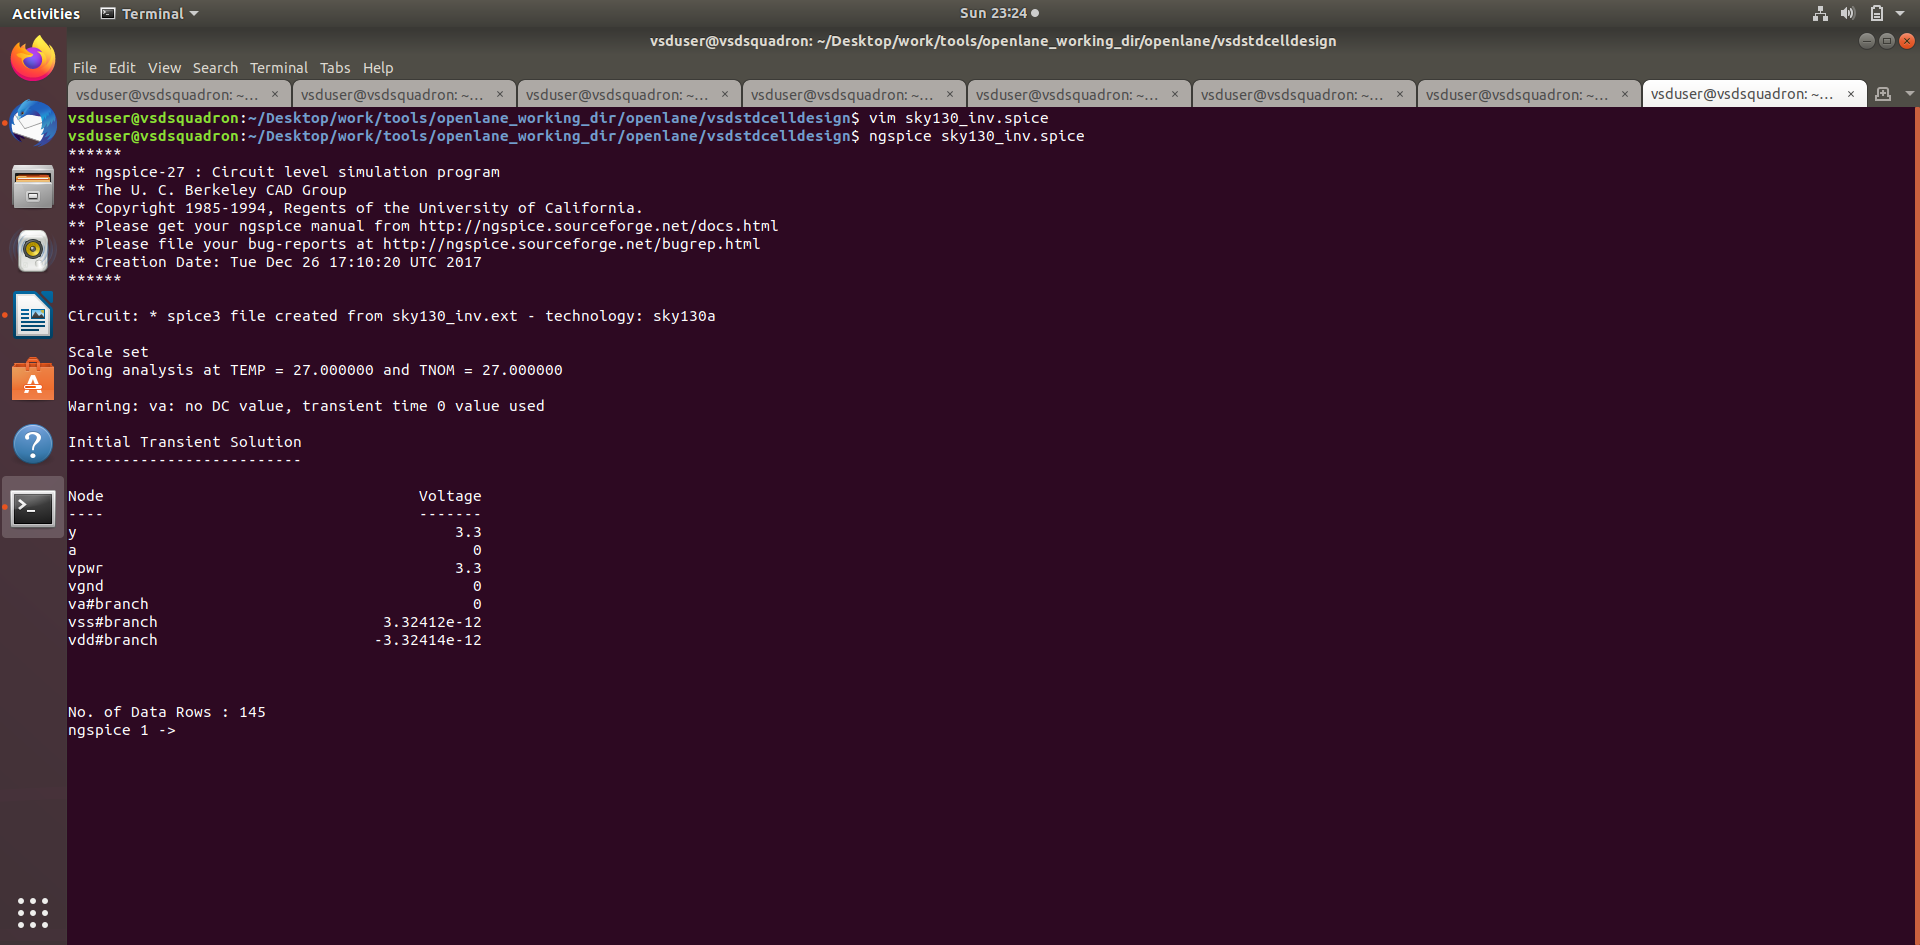 Activities Terminal Sun 23:24
vsduser@vsdsquadron: ~/Desktop/work/tools/openlane_working_dir/openlane/vsdstdcelldesign
File Edit View Search Terminal Tabs Help
vsduser@vsdsquadron: ~... × vsduser@vsdsquadron: ~... × vsduser@vsdsquadron: ~... × vsduser@vsdsquadron: ~... × vsduser@vsdsquadron: ~... × vsduser@vsdsquadron: ~... × vsduser@vsdsquadron: ~... × vsduser@vsdsquadron: ~... ×
vsduser@vsdsquadron:~/Desktop/work/tools/openlane_working_dir/openlane/vsdstdcelldesign$ vim sky130_inv.spice
vsduser@vsdsquadron:~/Desktop/work/tools/openlane_working_dir/openlane/vsdstdcelldesign$ ngspice sky130_inv.spice
******
** ngspice-27 : Circuit level simulation program
** The U. C. Berkeley CAD Group
** Copyright 1985-1994, Regents of the University of California.
** Please get your ngspice manual from http://ngspice.sourceforge.net/docs.html
** Please file your bug-reports at http://ngspice.sourceforge.net/bugrep.html
** Creation Date: Tue Dec 26 17:10:20 UTC 2017
******
Circuit: * spice3 file created from sky130_inv.ext - technology: sky130a
Scale set
Doing analysis at TEMP = 27.000000 and TNOM = 27.000000
Warning: va: no DC value, transient time 0 value used
Initial Transient Solution
--------------------------
Node Voltage
---- -------
y 3.3
a 0
vpwr 3.3
vgnd 0
va#branch 0
vss#branch 3.32412e-12
vdd#branch -3.32414e-12
No. of Data Rows : 145
ngspice 1 ->